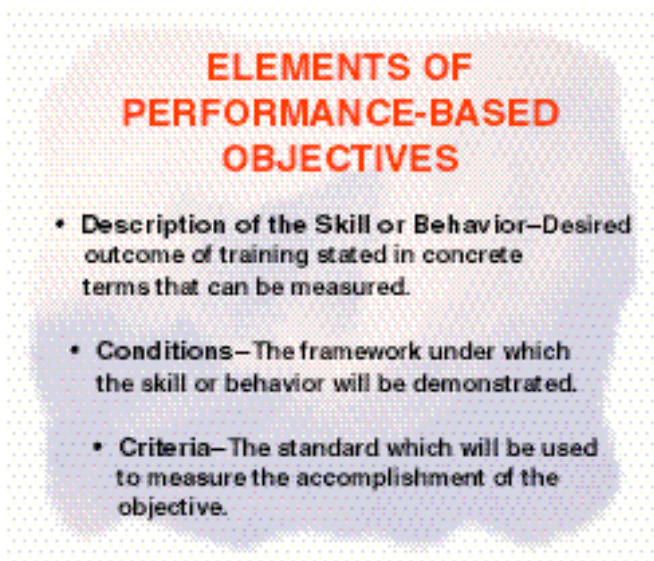 ELEMENTS OF
PERFORMANCE-BASED
OBJECTIVES
• Description of the Skill or Behavior–Desired
outcome of training stated in concrete
terms that can be measured.
• Conditions–The framework under which
the skill or behavior will be demonstrated.
• Criteria–The standard which will be used
to measure the accomplishment of the
objective.